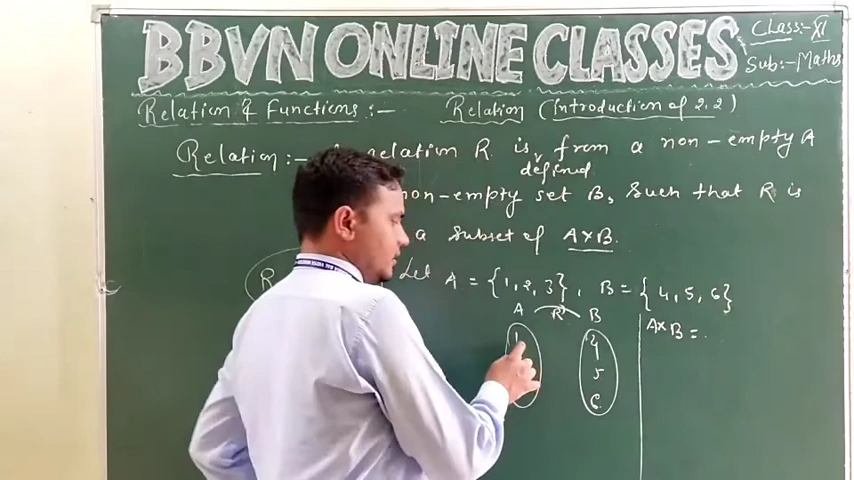 BBVN ONLINE CLASSES
Class:- XI
Sub:- Maths
Relation & Functions :- Relation (Introduction of 2.2)
Relation :- relation R is defined from a non-empty A
non-empty set B, Such that R is
a subset of A×B.
R
Let A = {1, 2, 3}, B = {4, 5, 6}
A R B
A×B =
1 4
5
6